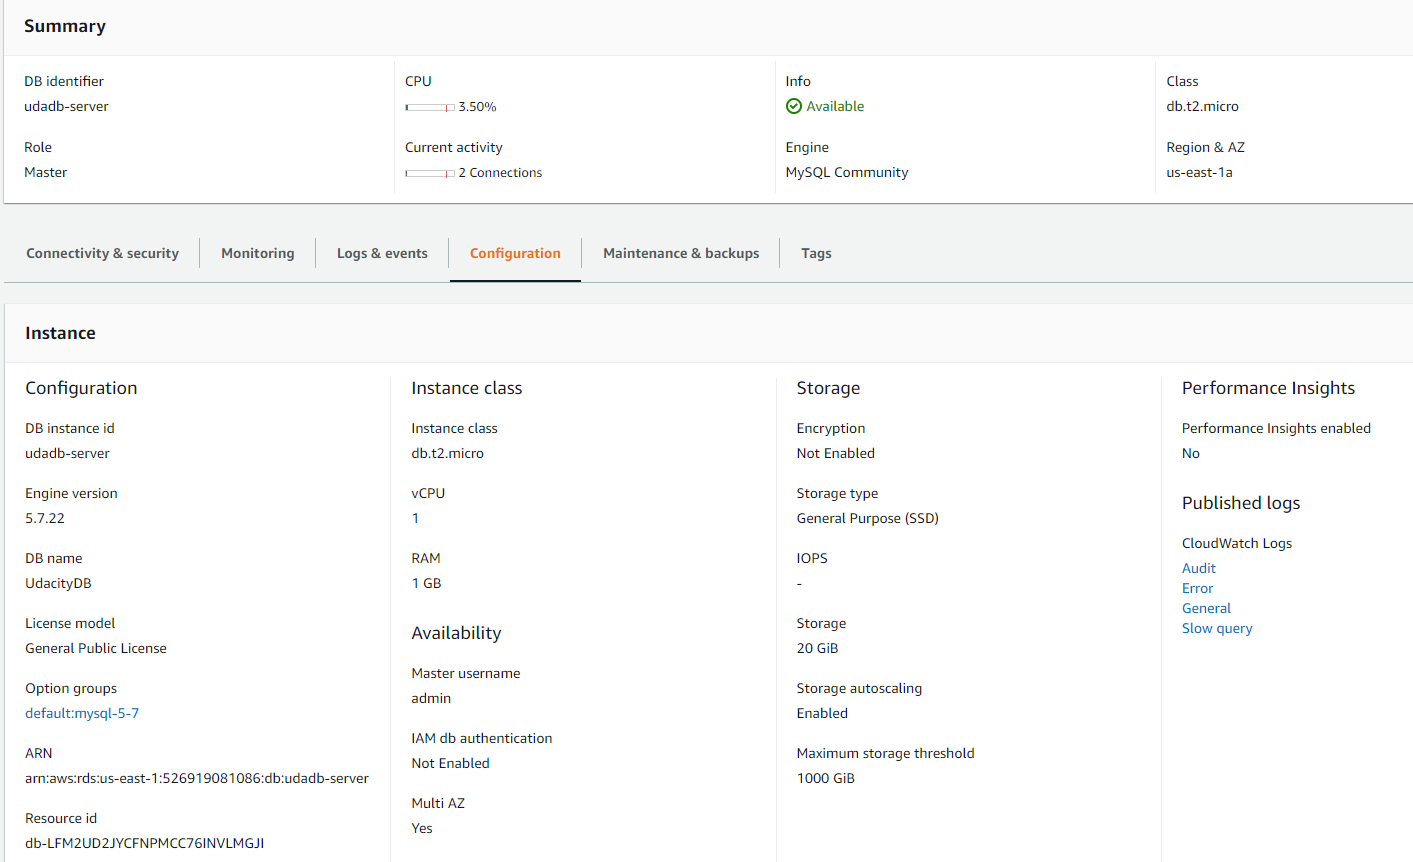 Summary
DB identifier
udadb-server
CPU
3.50%
Info
Available
Class
db.t2.micro
Role
Master
Current activity
2 Connections
Engine
MySQL Community
Region & AZ
us-east-1a
Connectivity & security
Monitoring
Logs & events
Configuration
Maintenance & backups
Tags
Instance
Configuration
DB instance id
udadb-server
Engine version
5.7.22
DB name
UdacityDB
License model
General Public License
Option groups
default:mysql-5-7
ARN
arn:aws:rds:us-east-1:526919081086:db:udadb-server
Resource id
db-LFM2UD2JYCFNPMCC76INVLMGJI
Instance class
Instance class
db.t2.micro
vCPU
1
RAM
1 GB
Availability
Master username
admin
IAM db authentication
Not Enabled
Multi AZ
Yes
Storage
Encryption
Not Enabled
Storage type
General Purpose (SSD)
IOPS
-
Storage
20 GiB
Storage autoscaling
Enabled
Maximum storage threshold
1000 GiB
Performance Insights
Performance Insights enabled
No
Published logs
CloudWatch Logs
Audit
Error
General
Slow query